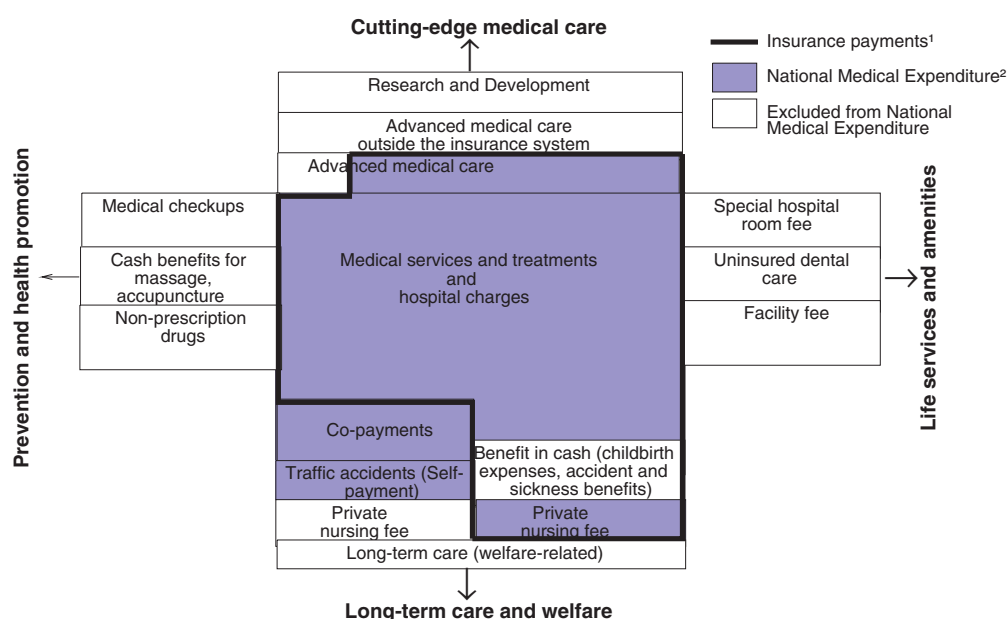 Cutting-edge medical care
Insurance payments¹
National Medical Expenditure²
Excluded from National
Medical Expenditure
Research and Development
Advanced medical care
outside the insurance system
Advanced medical care
Prevention and health promotion
Medical checkups
Cash benefits for
massage,
accupuncture
Non-prescription
drugs
Medical services and treatments
and
hospital charges
Special hospital
room fee
Uninsured dental
care
Facility fee
Life services and amenities
Co-payments
Traffic accidents (Self-
payment)
Private
nursing fee
Benefit in cash (childbirth
expenses, accident and
sickness benefits)
Private
nursing fee
Long-term care (welfare-related)
Long-term care and welfare